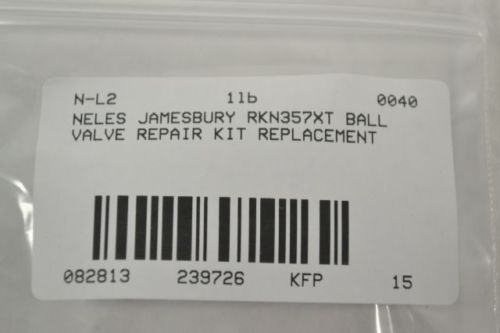 N-L2 1lb 0040
NELES JAMESBURY RKN357XT BALL
VALVE REPAIR KIT REPLACEMENT
082813 239726 KFP 15